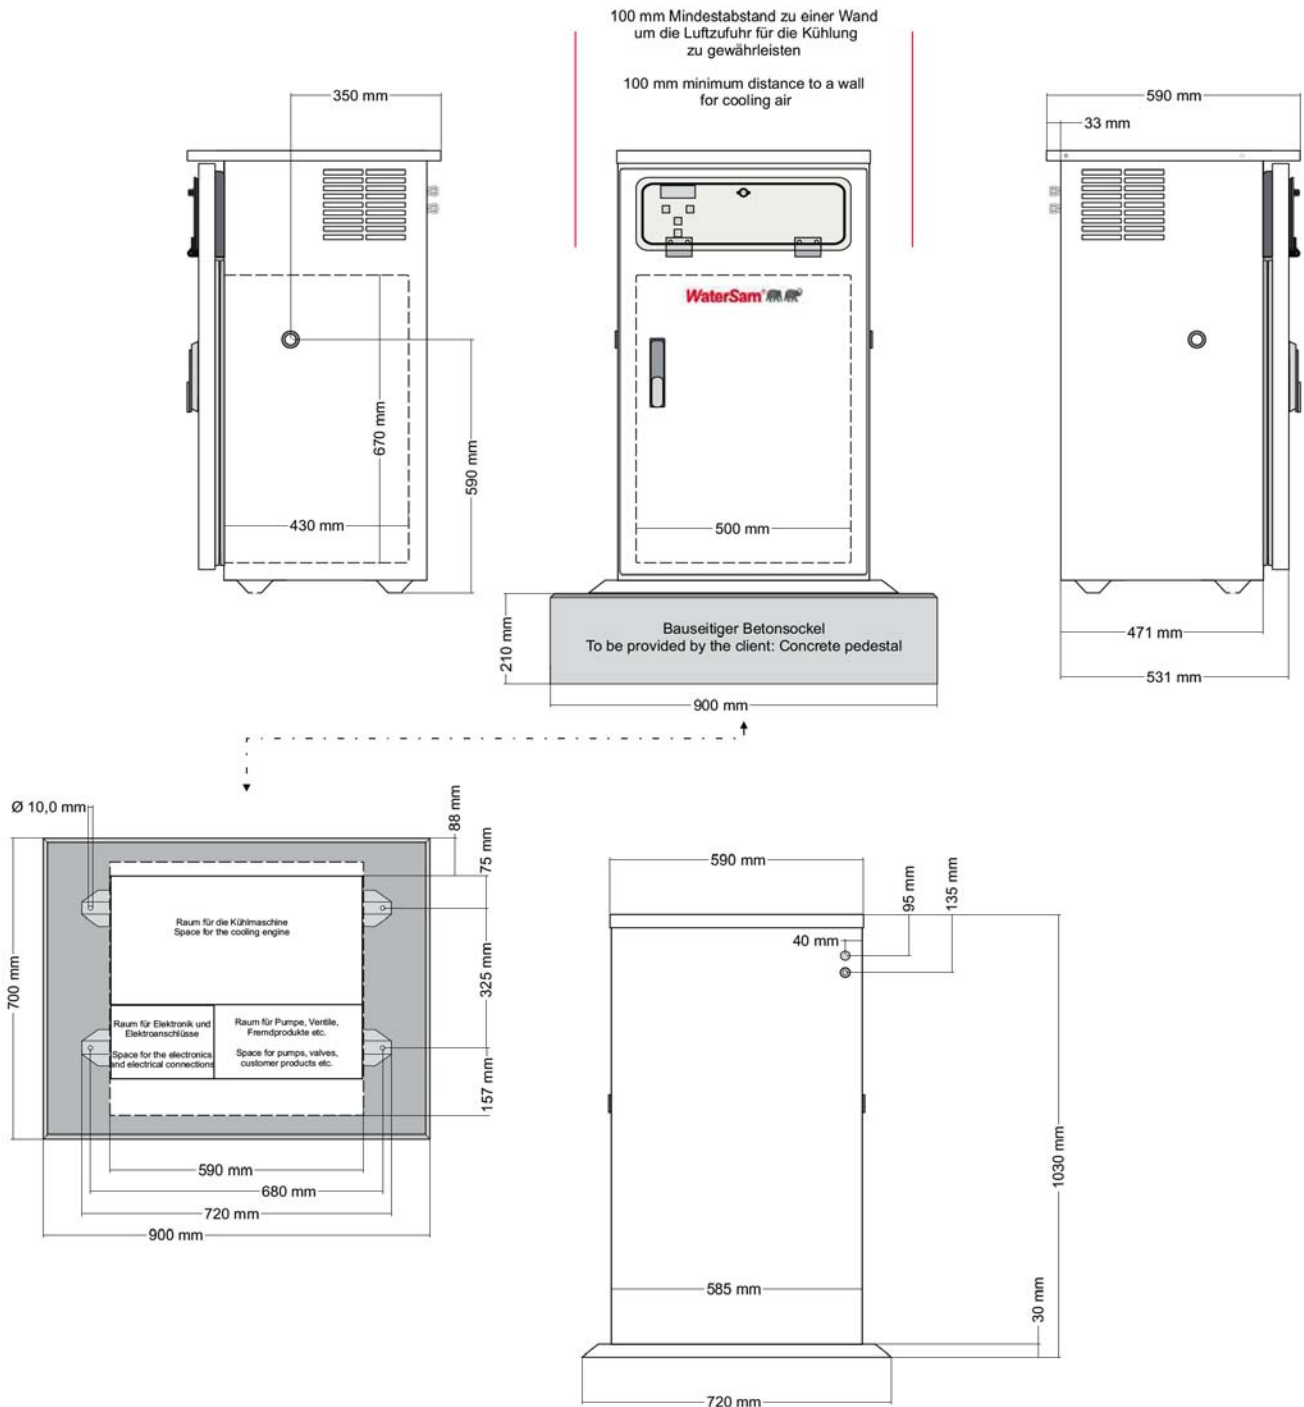 100 mm Mindestabstand zu einer Wand
um die Luftzufuhr für die Kühlung
zu gewährleisten
100 mm minimum distance to a wall
for cooling air
350 mm
590 mm
33 mm
WaterSam®
670 mm
590 mm
430 mm
500 mm
210 mm
Bauseitiger Betonsockel
To be provided by the client: Concrete pedestal
900 mm
471 mm
531 mm
Ø 10,0 mm
88 mm
75 mm
700 mm
Raum für die Kühlmaschine
Space for the cooling engine
325 mm
Raum für Elektronik und
Elektroanschlüsse
Space for the electronics
and electrical connections
Raum für Pumpe, Ventile,
Fremdprodukte etc.
Space for pumps, valves,
customer products etc.
157 mm
590 mm
680 mm
720 mm
900 mm
590 mm
95 mm
135 mm
40 mm
1030 mm
585 mm
30 mm
720 mm